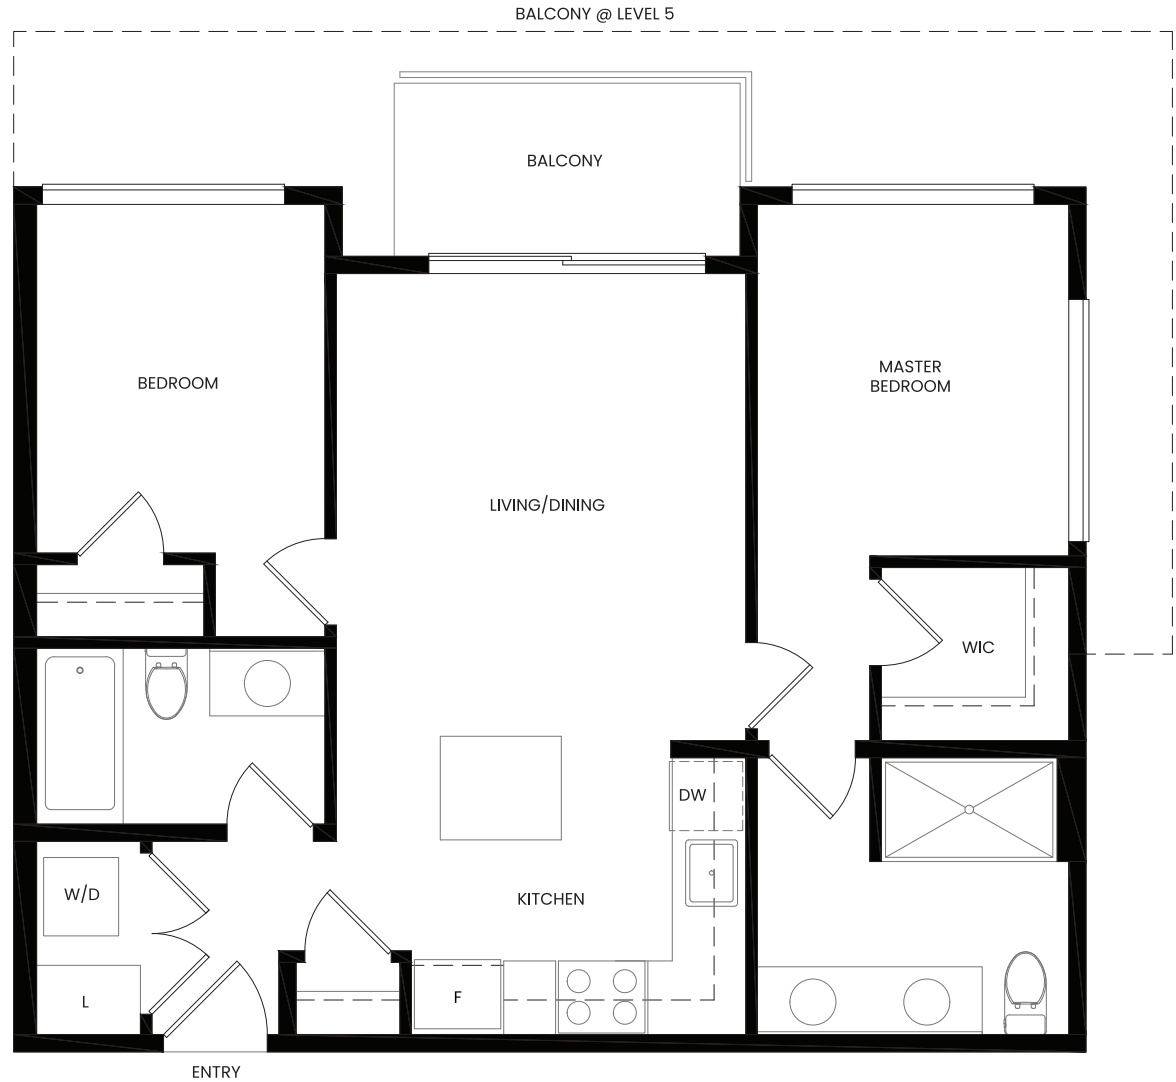 BALCONY @ LEVEL 5
BALCONY
BEDROOM
MASTER
BEDROOM
LIVING/DINING
WIC
DW
W/D
KITCHEN
L
F
ENTRY